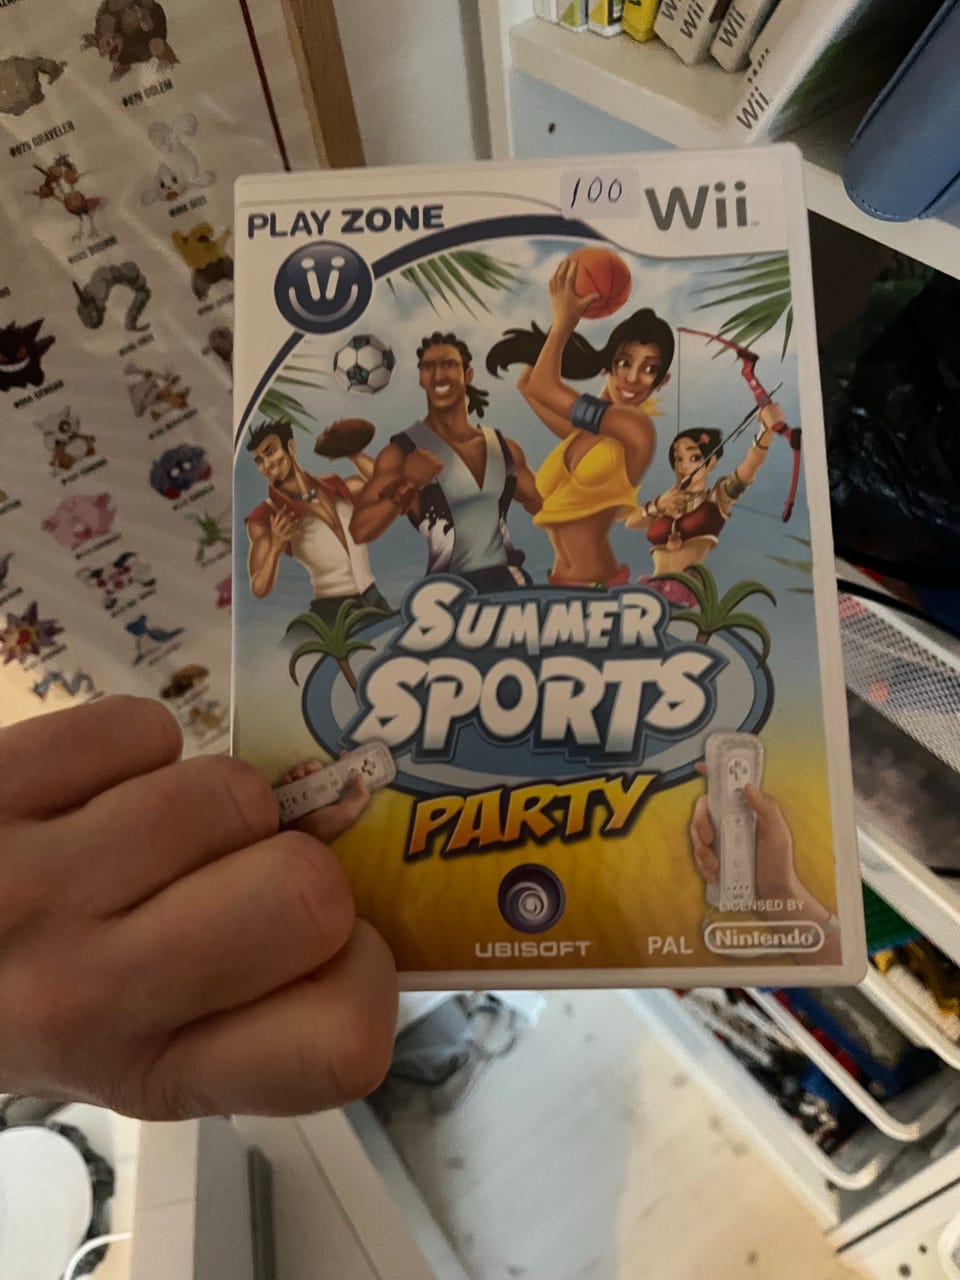 #076 GOLEM
#075 GRAVELER
Wii
Wii
Wii
Wii
100
PLAY ZONE
Wii
SUMMER
SPORTS
PARTY
LICENSED BY
UBISOFT
PAL
Nintendo